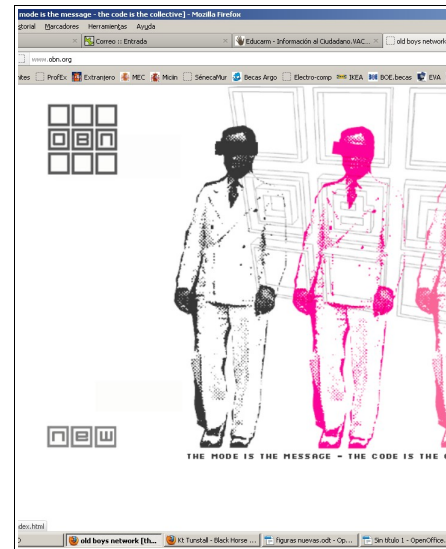 mode is the message - the code is the collective] - Mozilla Firefox
storial Marcadores Herramientas Ayuda
Correo :: Entrada Educarm - Información al Ciudadano.VAC... old boys network
www.obn.org
ProfEx Extranjero MEC Micin SénecaMur Becas Argo Electro-comp IKEA BOE.becas EVA
OBN
new
THE MODE IS THE MESSAGE - THE CODE IS THE
dex.html
old boys network [th... Kt Tunstall - Black Horse ... figuras nuevas.odt - Op... Sin título 1 - OpenOffice